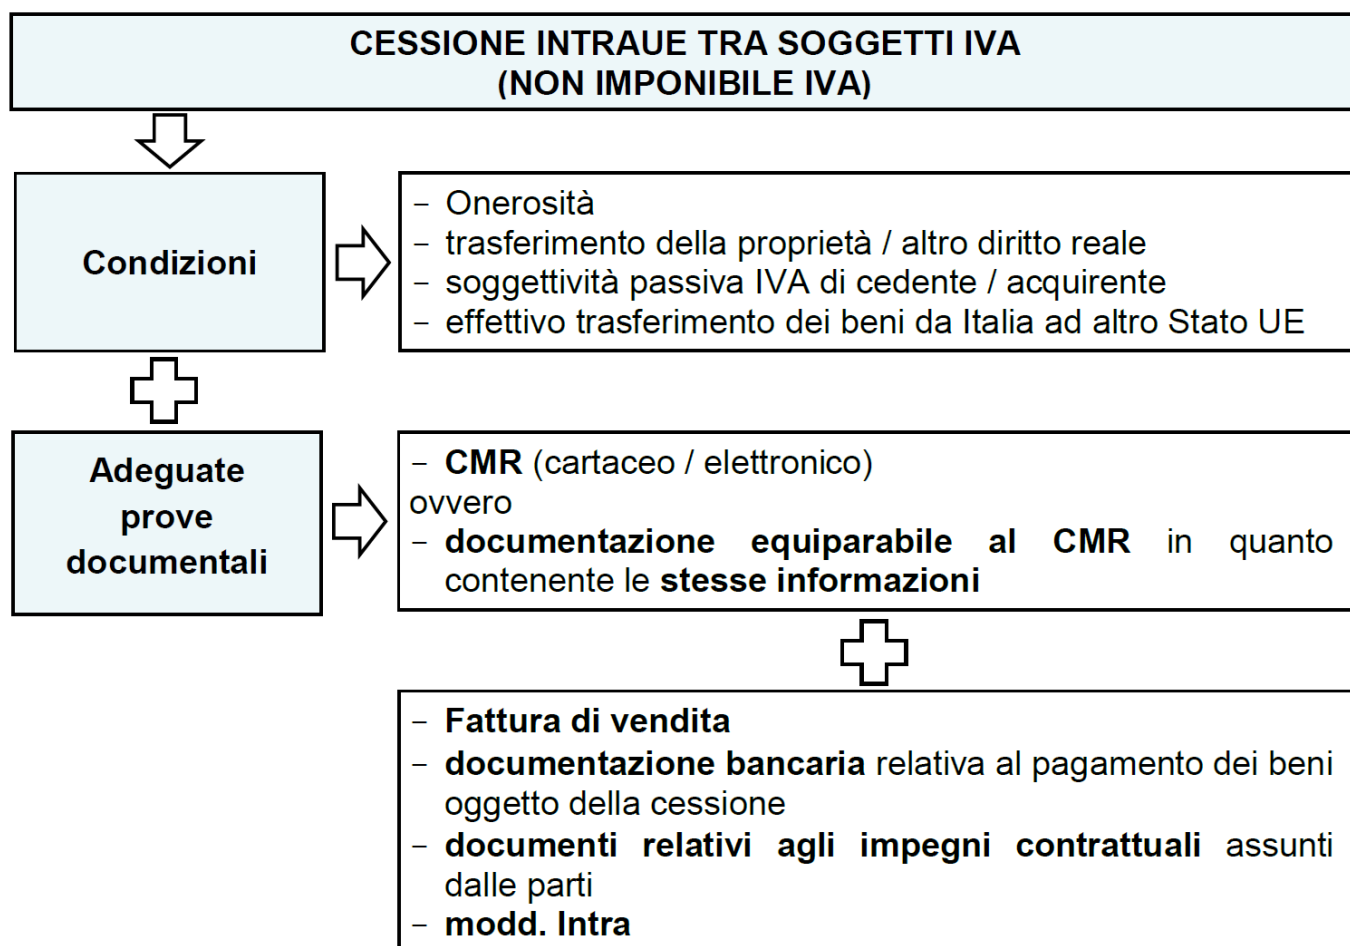 CESSIONE INTRAUE TRA SOGGETTI IVA
(NON IMPONIBILE IVA)
Condizioni
– Onerosità
– trasferimento della proprietà / altro diritto reale
– soggettività passiva IVA di cedente / acquirente
– effettivo trasferimento dei beni da Italia ad altro Stato UE
Adeguate
prove
documentali
– CMR (cartaceo / elettronico)
ovvero
– documentazione equiparabile al CMR in quanto
contenente le stesse informazioni
– Fattura di vendita
– documentazione bancaria relativa al pagamento dei beni
oggetto della cessione
– documenti relativi agli impegni contrattuali assunti
dalle parti
– modd. Intra